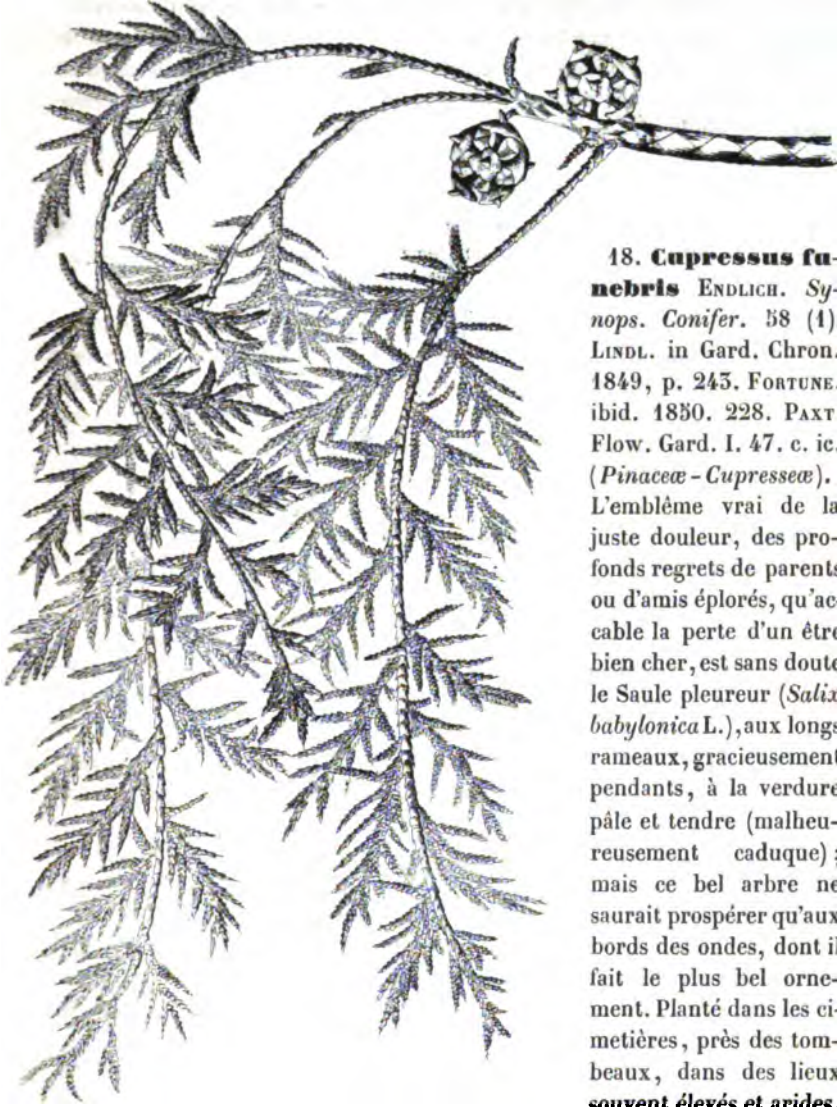 18. Cupressus fu-
nebris ENDLICH. Sy-
nops. Conifer. 58 (1)
LINDL. in Gard. Chron.
1849, p. 243. FORTUNE.
ibid. 1850. 228. PAXT
Flow. Gard. I. 47. c. ic.
(Pinaceæ-Cupresseæ).
L'emblême vrai de la
juste douleur, des pro-
fonds regrets de parents
ou d'amis éplorés, qu'ac-
cable la perte d'un être
bien cher, est sans doute
le Saule pleureur (Salix
babylonica L.), aux longs
rameaux, gracieusement
pendants, à la verdure
pâle et tendre (malheu-
reusement caduque) ;
mais ce bel arbre ne
saurait prospérer qu'aux
bords des ondes, dont il
fait le plus bel orne-
ment. Planté dans les ci-
metières, près des tom-
beaux, dans des lieux
souvent élevés et arides